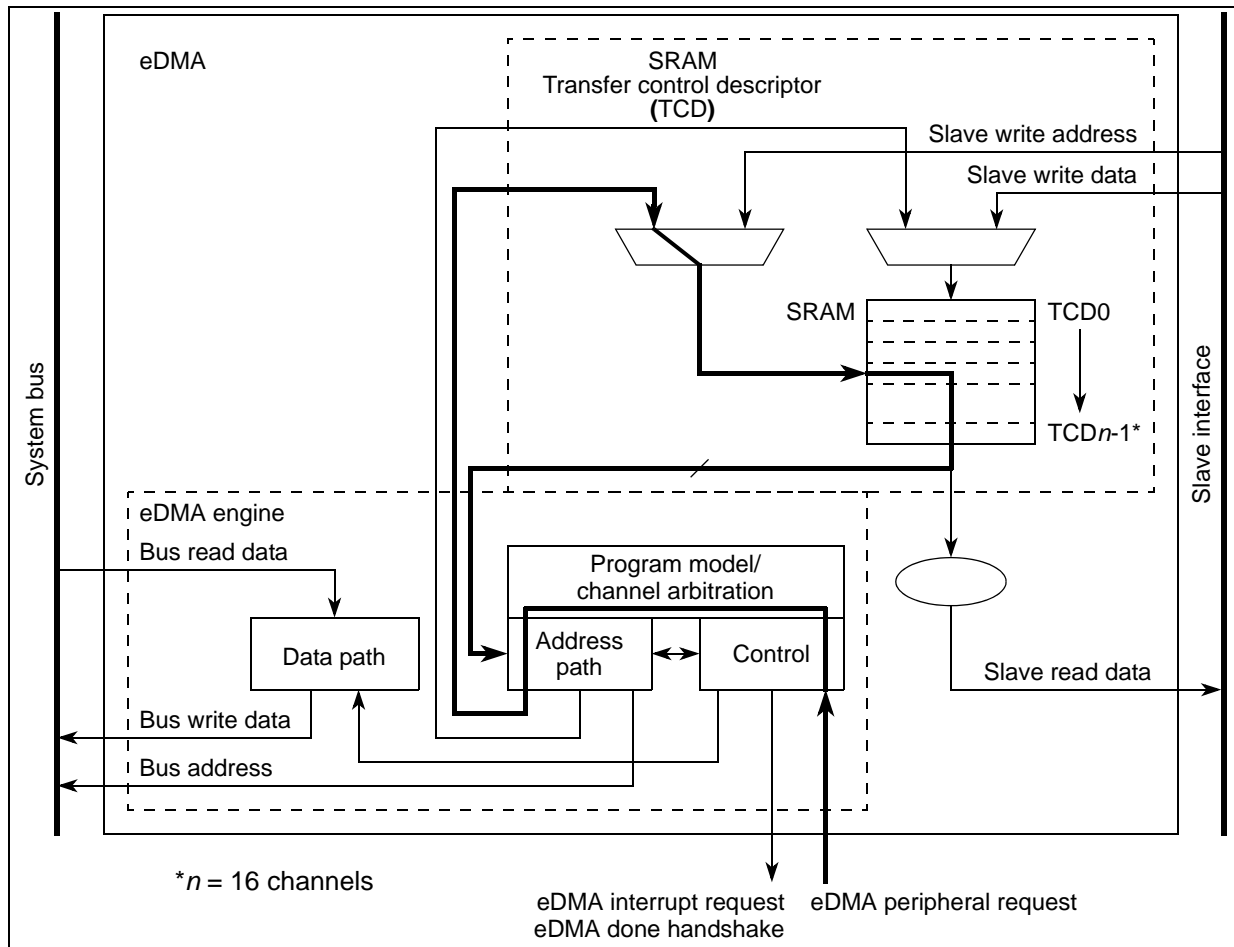 eDMA
SRAM
Transfer control descriptor
(TCD)
Slave write address
Slave write data
SRAM
TCD0
TCDn-1*
System bus
Slave interface
eDMA engine
Bus read data
Program model/
channel arbitration
Data path
Address
path
Control
Slave read data
Bus write data
Bus address
*n = 16 channels
eDMA interrupt request
eDMA done handshake
eDMA peripheral request